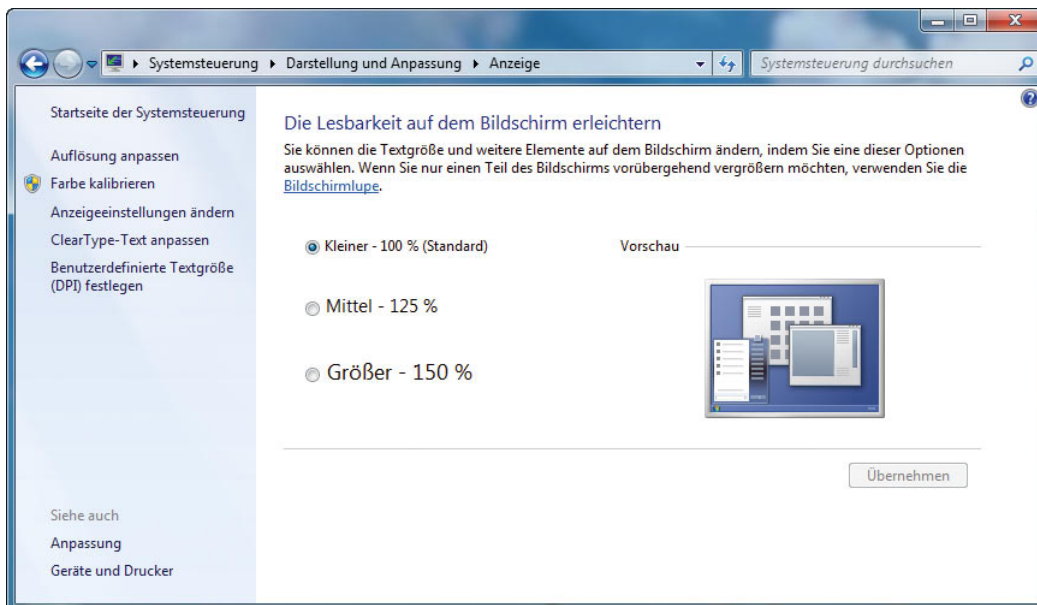 Systemsteuerung Darstellung und Anpassung Anzeige
Systemsteuerung durchsuchen
Startseite der Systemsteuerung
Auflösung anpassen
Farbe kalibrieren
Anzeigeeinstellungen ändern
ClearType-Text anpassen
Benutzerdefinierte Textgröße
(DPI) festlegen
Siehe auch
Anpassung
Geräte und Drucker
Die Lesbarkeit auf dem Bildschirm erleichtern
Sie können die Textgröße und weitere Elemente auf dem Bildschirm ändern, indem Sie eine dieser Optionen
auswählen. Wenn Sie nur einen Teil des Bildschirms vorübergehend vergrößern möchten, verwenden Sie die
Bildschirmlupe.
Kleiner - 100 % (Standard)
Vorschau
Mittel - 125 %
Größer - 150 %
Übernehmen